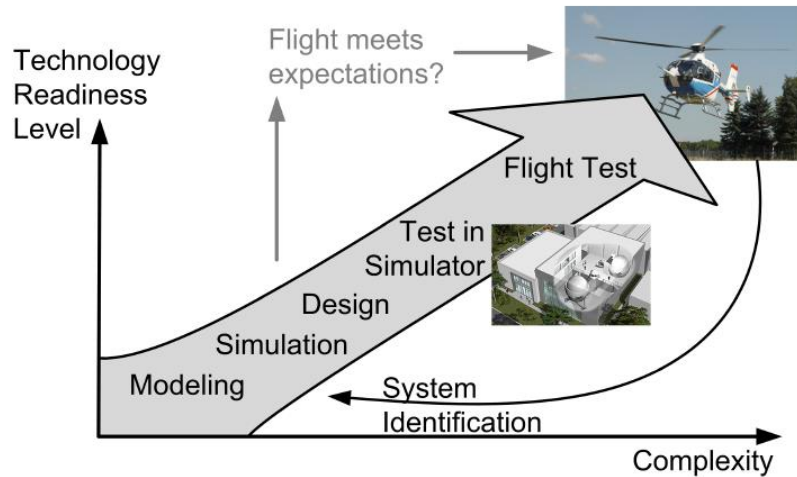 Technology
Readiness
Level
Flight meets
expectations?
Flight Test
Test in
Simulator
Design
Simulation
Modeling
System
Identification
Complexity